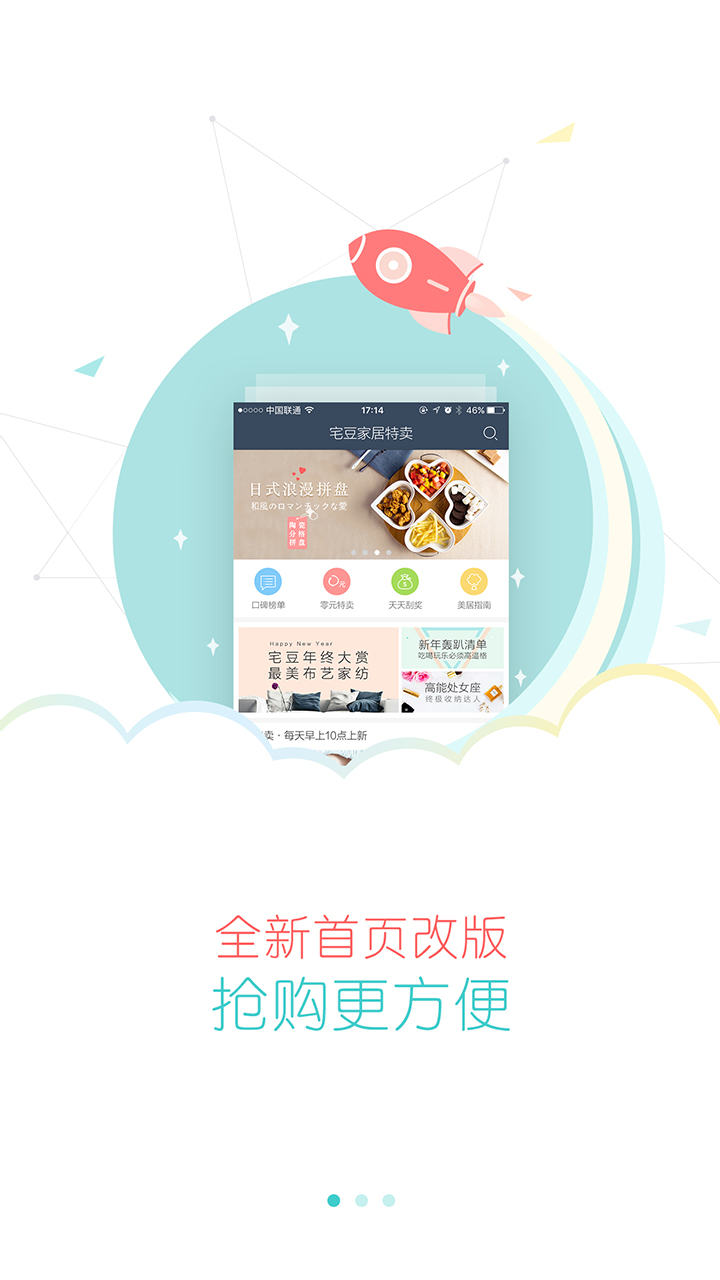 中国联通 17:14 46%
宅豆家居特卖
日式浪漫拼盘
和風のロマンチックな愛
陶瓷
分格
拼盘
口碑榜单 零元特卖 天天刮奖 美居指南
元
Happy New Year
宅豆年终大赏
最美布艺家纺
新年轰趴清单
吃喝玩乐必须高逼格
高能处女座
终极收纳达人
卖·每天早上10点上新
全新首页改版
抢购更方便